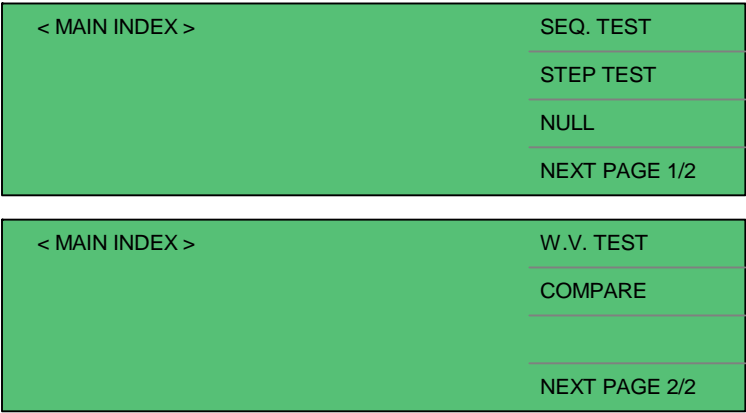 < MAIN INDEX >
SEQ. TEST
STEP TEST
NULL
NEXT PAGE 1/2
< MAIN INDEX >
W.V. TEST
COMPARE
NEXT PAGE 2/2